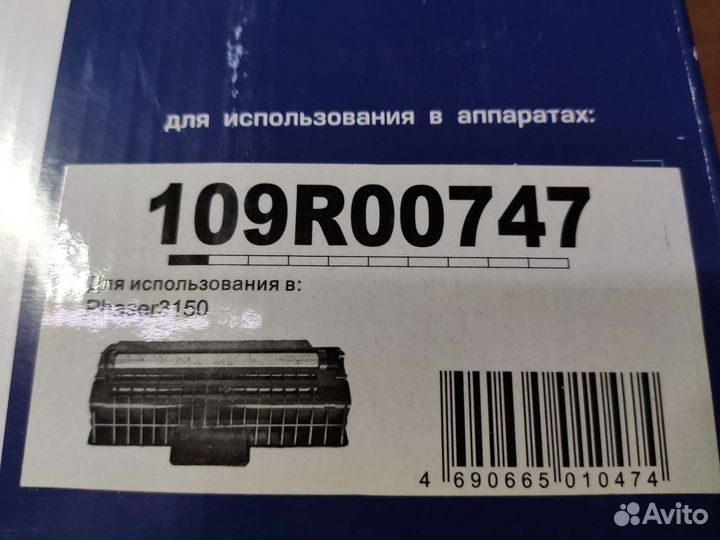 для использования в аппаратах:
109R00747
Для использования в:
Phaser3150
4 690665 010474
Avito